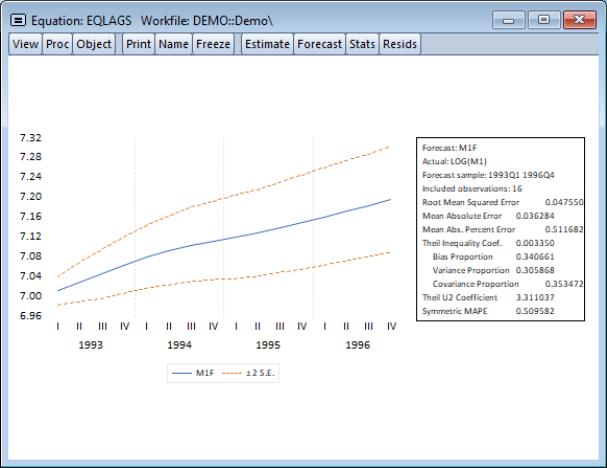 Equation: EQLAGS Workfile: DEMO::Demo\
View Proc Object Print Name Freeze Estimate Forecast Stats Resids
7.32
7.28
7.24
7.20
7.16
7.12
7.08
7.04
7.00
6.96
I II III IV I II III IV I II III IV I II III IV
1993 1994 1995 1996
M1F ± 2 S.E.
Forecast: M1F
Actual: LOG(M1)
Forecast sample: 1993Q1 1996Q4
Included observations: 16
Root Mean Squared Error 0.047550
Mean Absolute Error 0.036284
Mean Abs. Percent Error 0.511682
Theil Inequality Coef. 0.003350
Bias Proportion 0.340661
Variance Proportion 0.305868
Covariance Proportion 0.353472
Theil U2 Coefficient 3.311037
Symmetric MAPE 0.509582